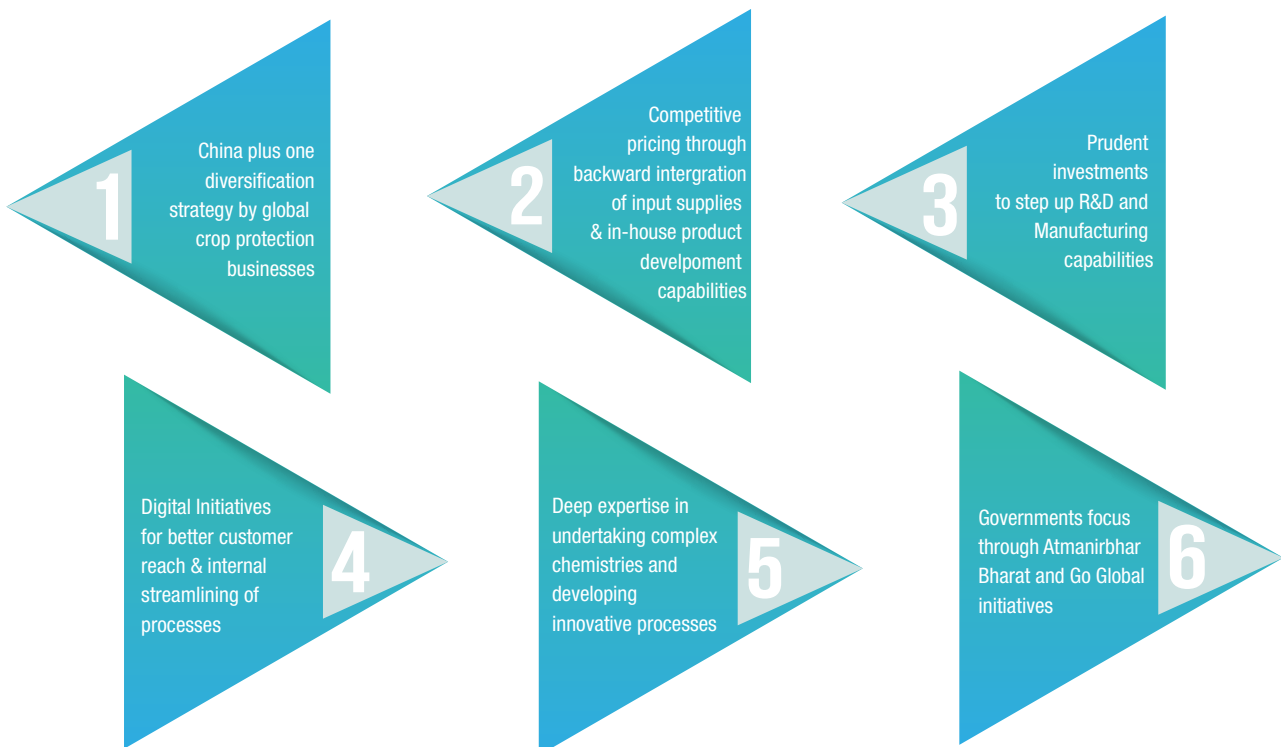 1
China plus one
diversification
strategy by global
crop protection
businesses
2
Competitive
pricing through
backward intergration
of input supplies
& in-house product
develpoment
capabilities
3
Prudent
investments
to step up R&D and
Manufacturing
capabilities
4
Digital Initiatives
for better customer
reach & internal
streamlining of
processes
5
Deep expertise in
undertaking complex
chemistries and
developing
innovative processes
6
Governments focus
through Atmanirbhar
Bharat and Go Global
initiatives